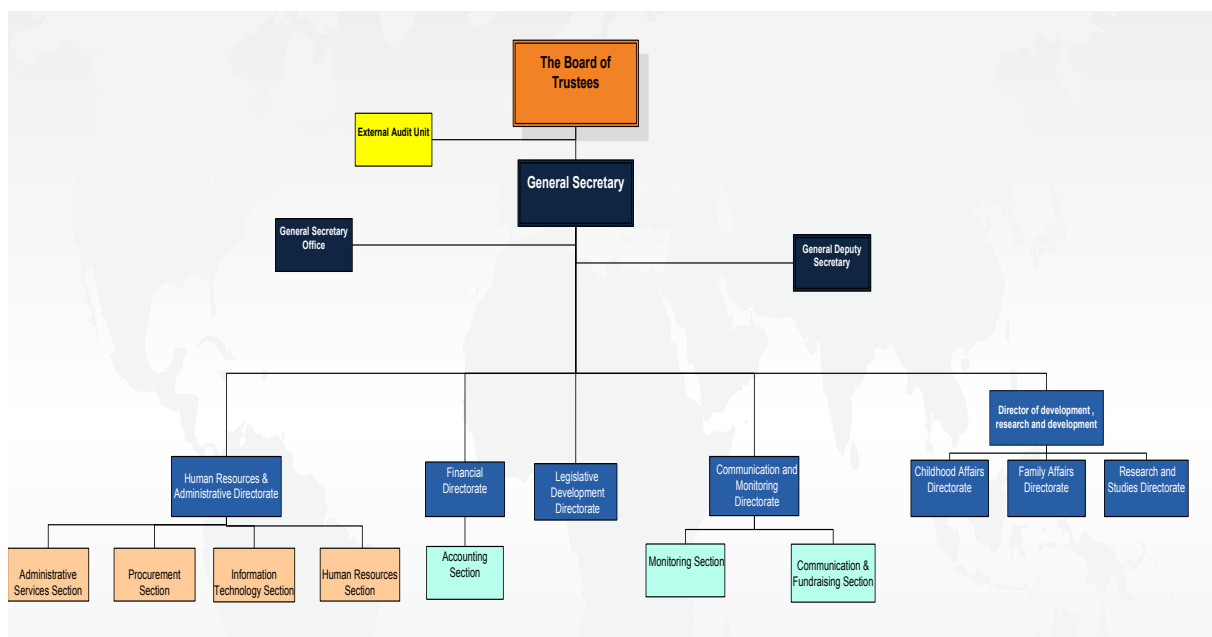 The Board of
Trustees
External Audit Unit
General Secretary
General Secretary
Office
General Deputy
Secretary
Director of development ,
research and development
Human Resources &
Administrative Directorate
Financial
Directorate
Legislative
Development
Directorate
Communication and
Monitoring
Directorate
Childhood Affairs
Directorate
Family Affairs
Directorate
Research and
Studies Directorate
Administrative
Services Section
Procurement
Section
Information
Technology Section
Human Resources
Section
Accounting
Section
Monitoring Section
Communication &
Fundraising Section